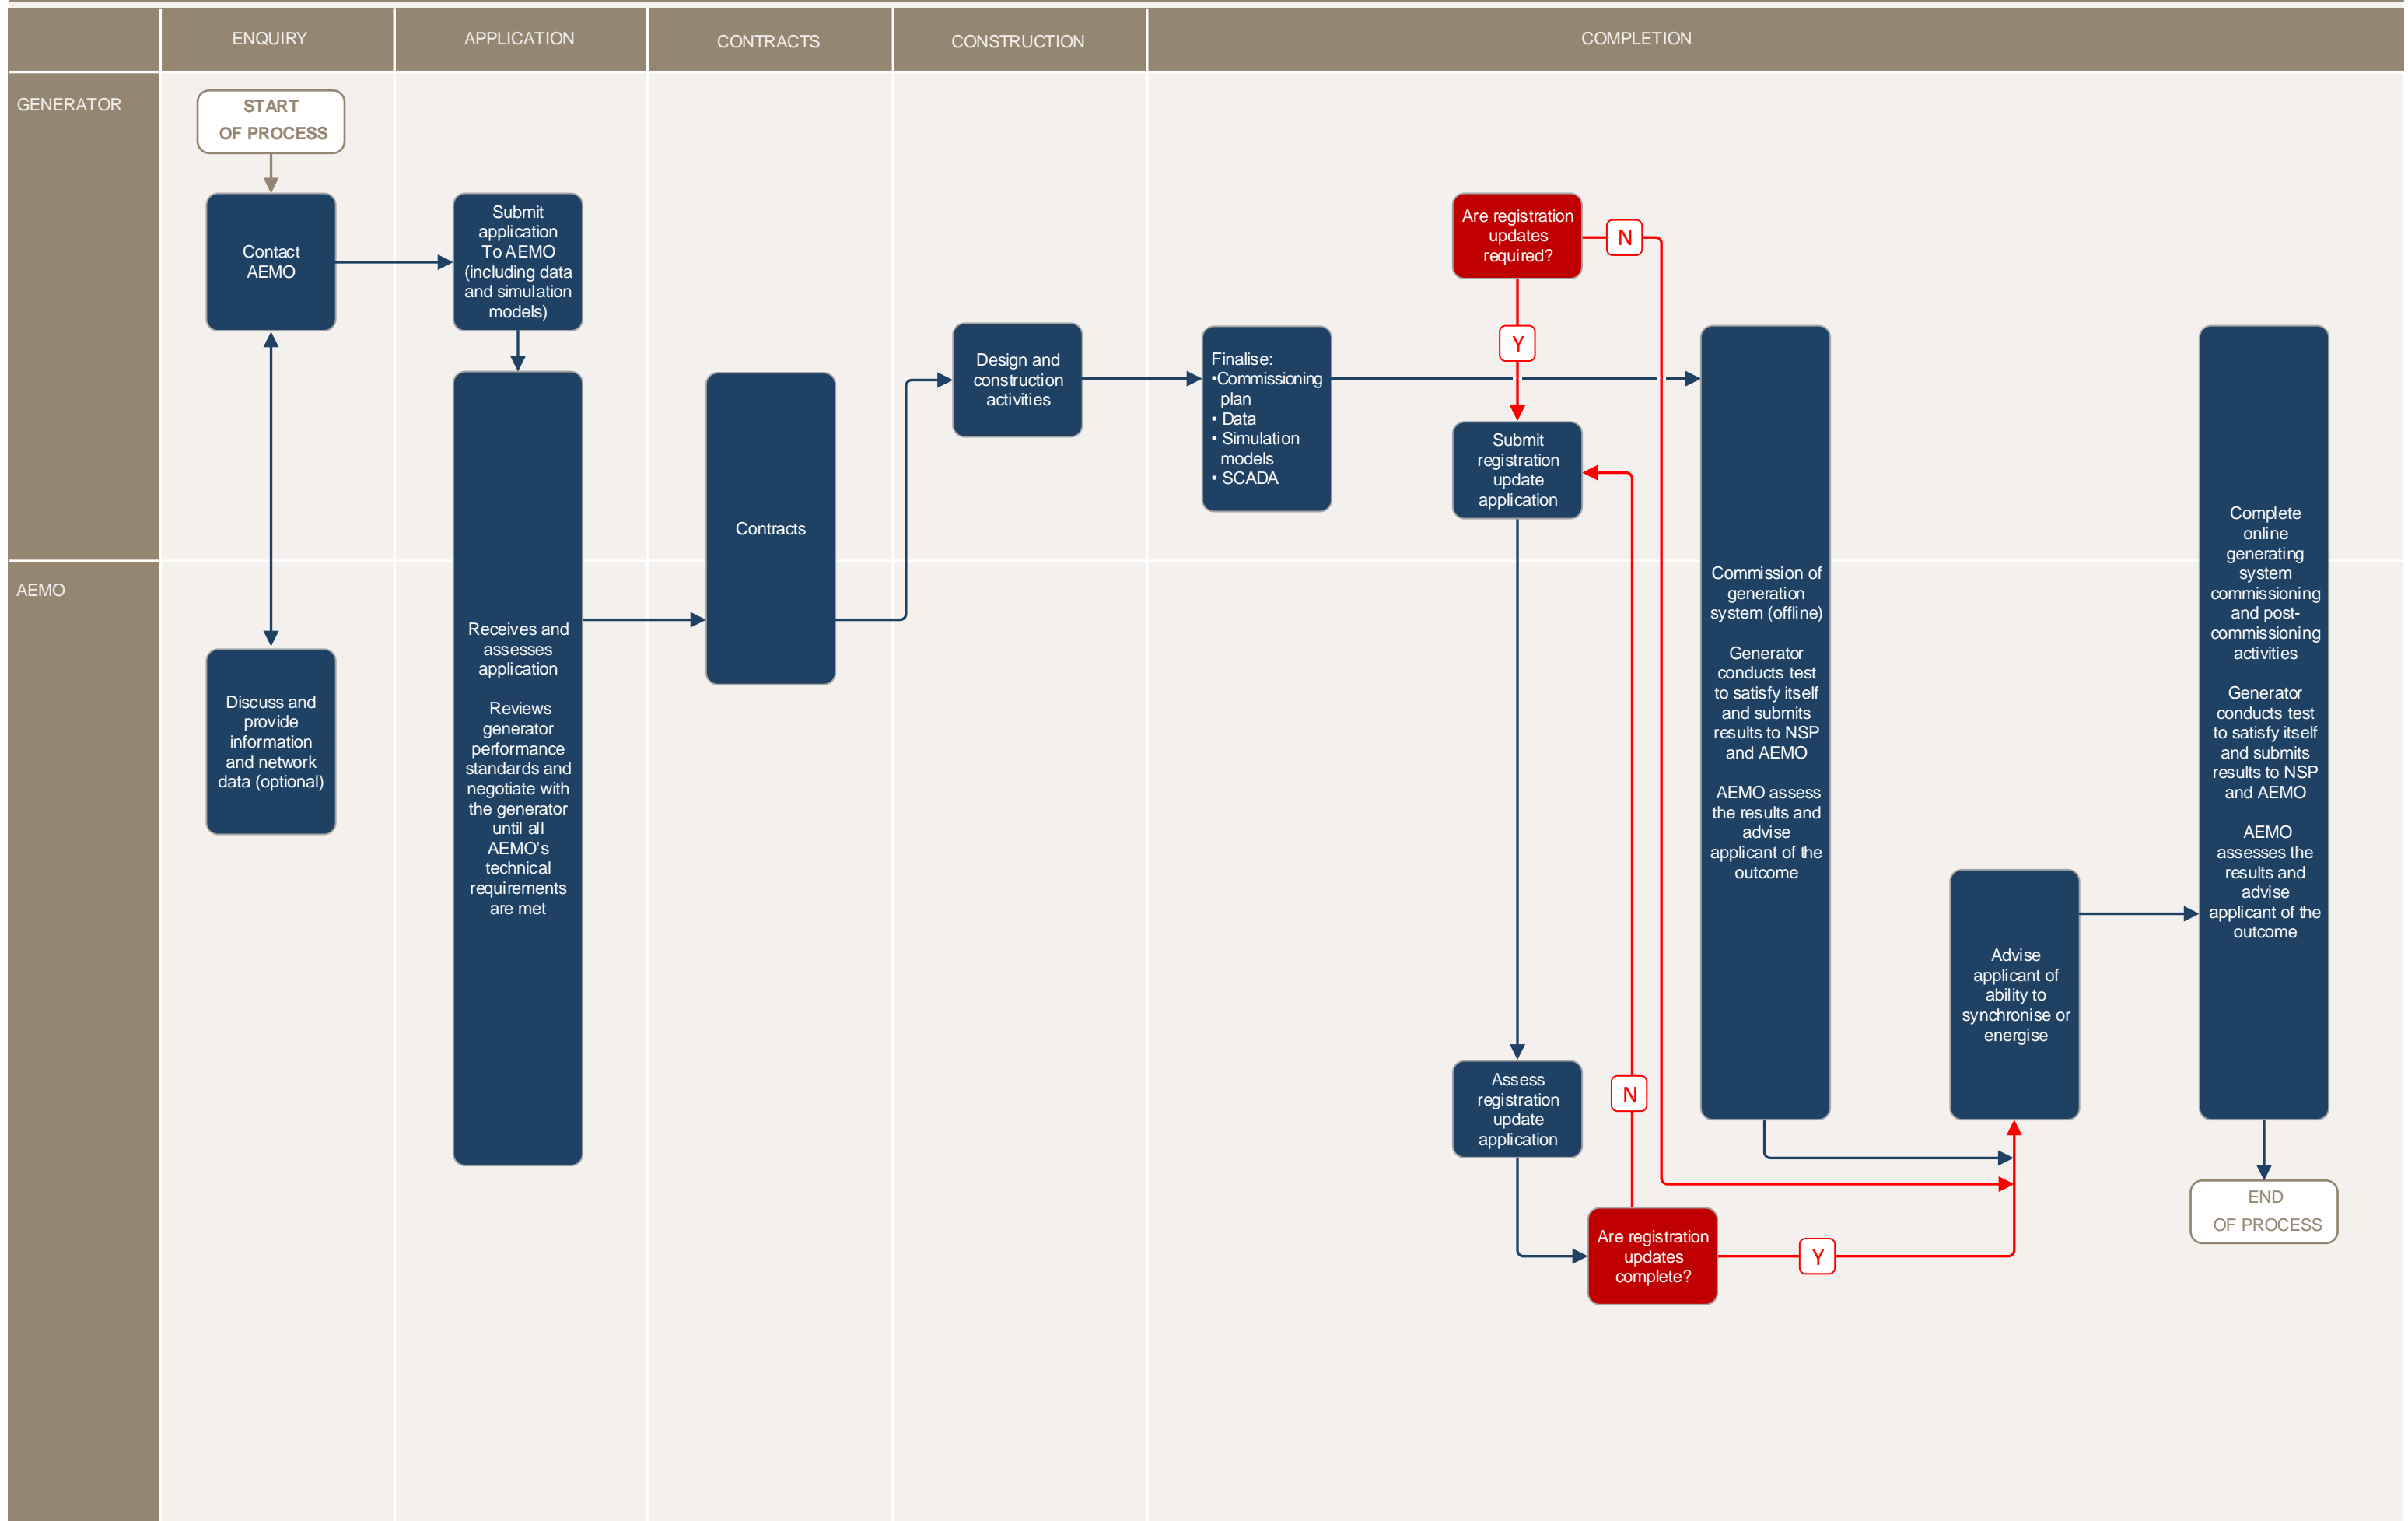 ENQUIRY
APPLICATION
CONTRACTS
CONSTRUCTION
COMPLETION
GENERATOR
START
OF PROCESS
Contact
AEMO
Submit
application
To AEMO
(including data
and simulation
models)
Are registration
updates
required?
N
Y
Design and
construction
activities
Finalise:
•Commissioning
plan
• Data
• Simulation
models
• SCADA
Submit
registration
update
application
Contracts
AEMO
Discuss and
provide
information
and network
data (optional)
Receives and
assesses
application
Reviews
generator
performance
standards and
negotiate with
the generator
until all
AEMO's
technical
requirements
are met
Commission of
generation
system (offline)
Generator
conducts test
to satisfy itself
and submits
results to NSP
and AEMO
AEMO assess
the results and
advise
applicant of the
outcome
Complete
online
generating
system
commissioning
and post-
commissioning
activities
Generator
conducts test
to satisfy itself
and submits
results to NSP
and AEMO
AEMO
assesses the
results and
advise
applicant of the
outcome
Advise
applicant of
ability to
synchronise or
energise
Assess
registration
update
application
N
Are registration
updates
complete?
Y
END
OF PROCESS